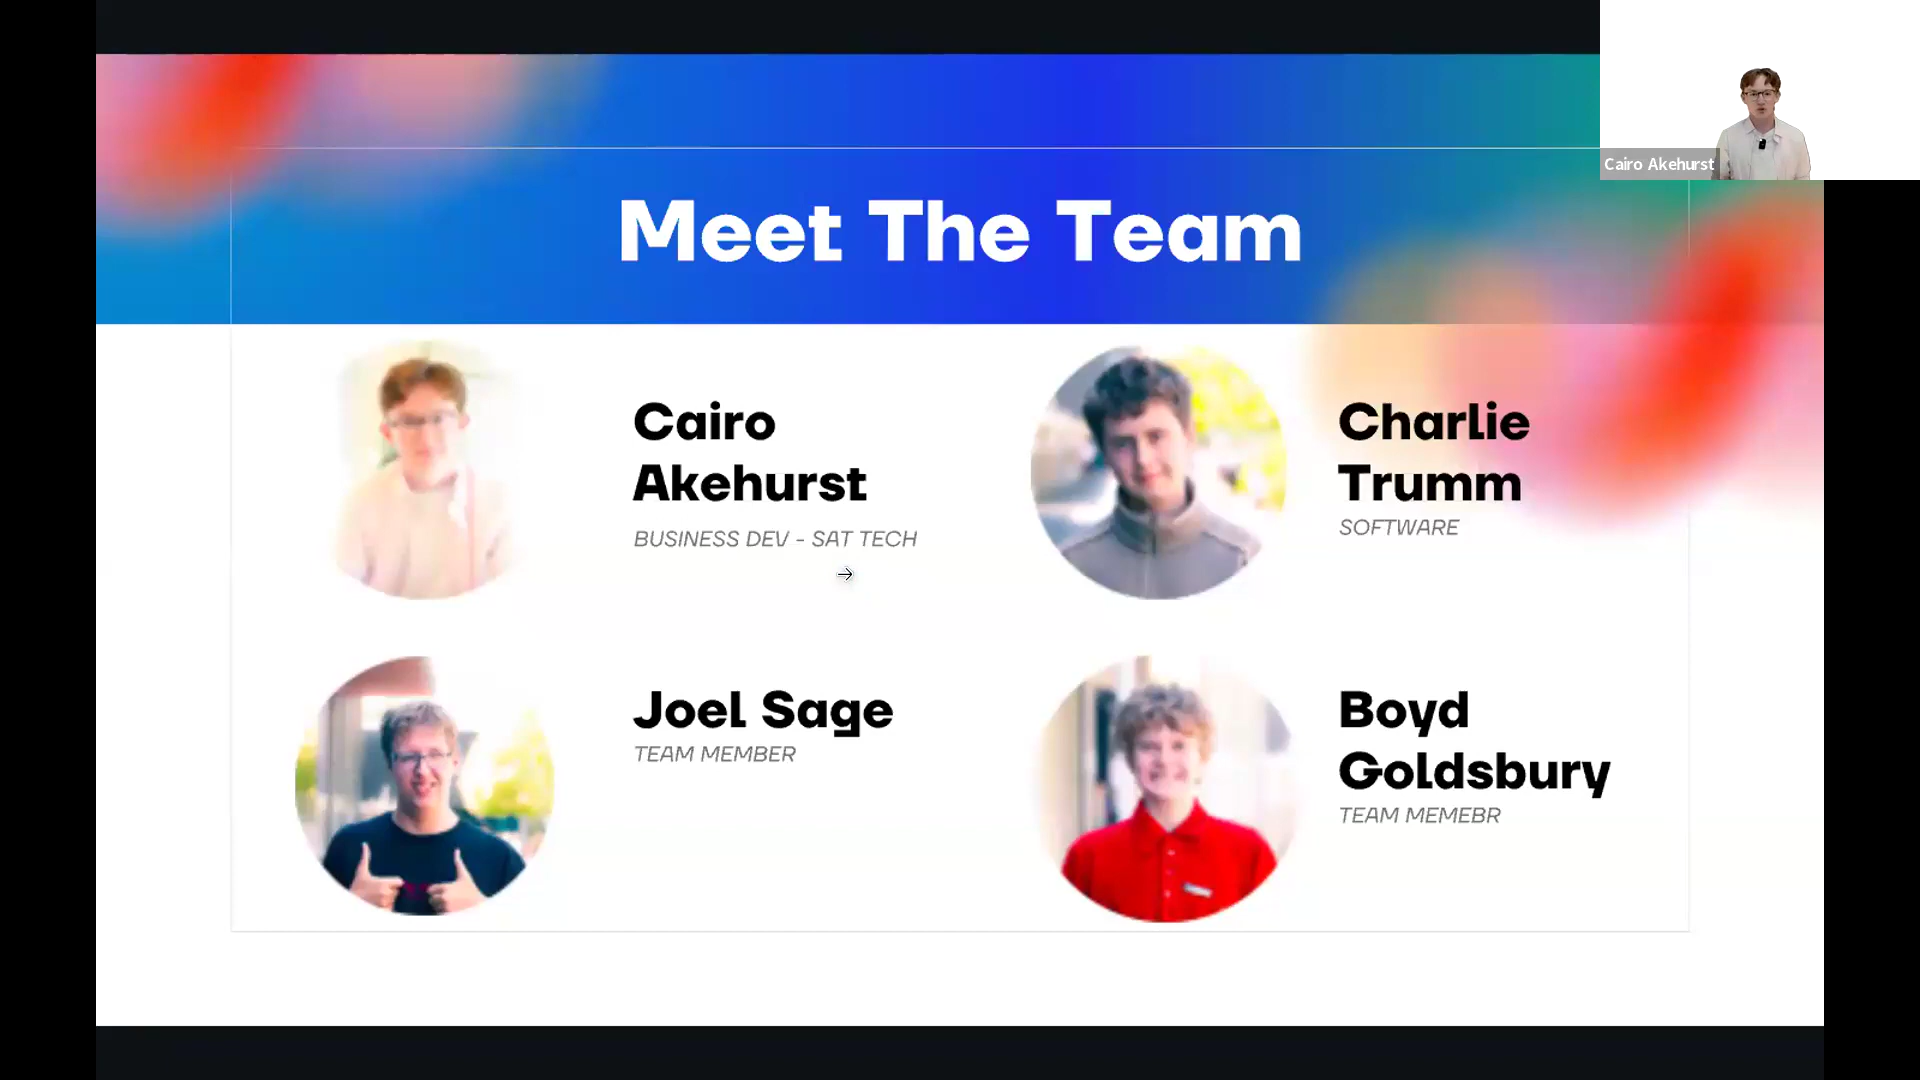 Cairo Akehurst
Meet The Team
Cairo
Akehurst
BUSINESS DEV - SAT TECH
Charlie
Trumm
SOFTWARE
Joel Sage
TEAM MEMBER
Boyd
Goldsbury
TEAM MEMEBR